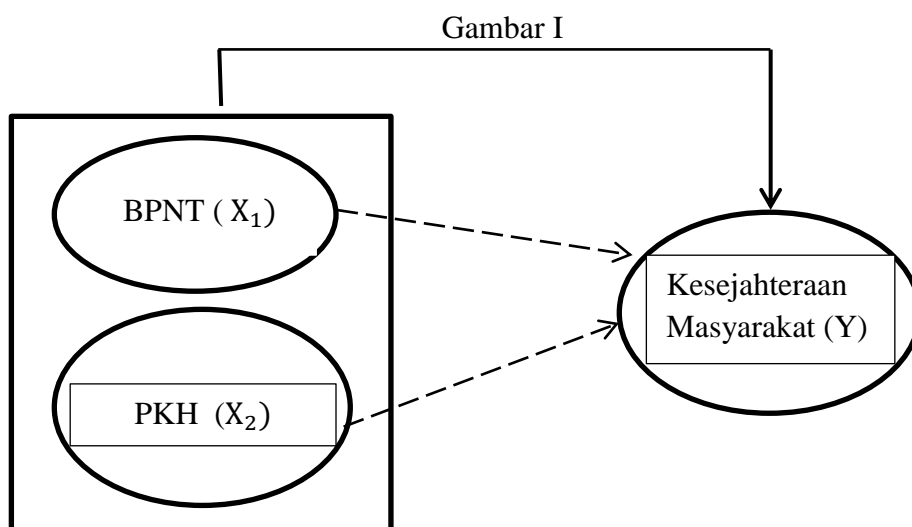 Gambar I
BPNT ( X₁)
Kesejahteraan
Masyarakat (Y)
PKH (X₂)